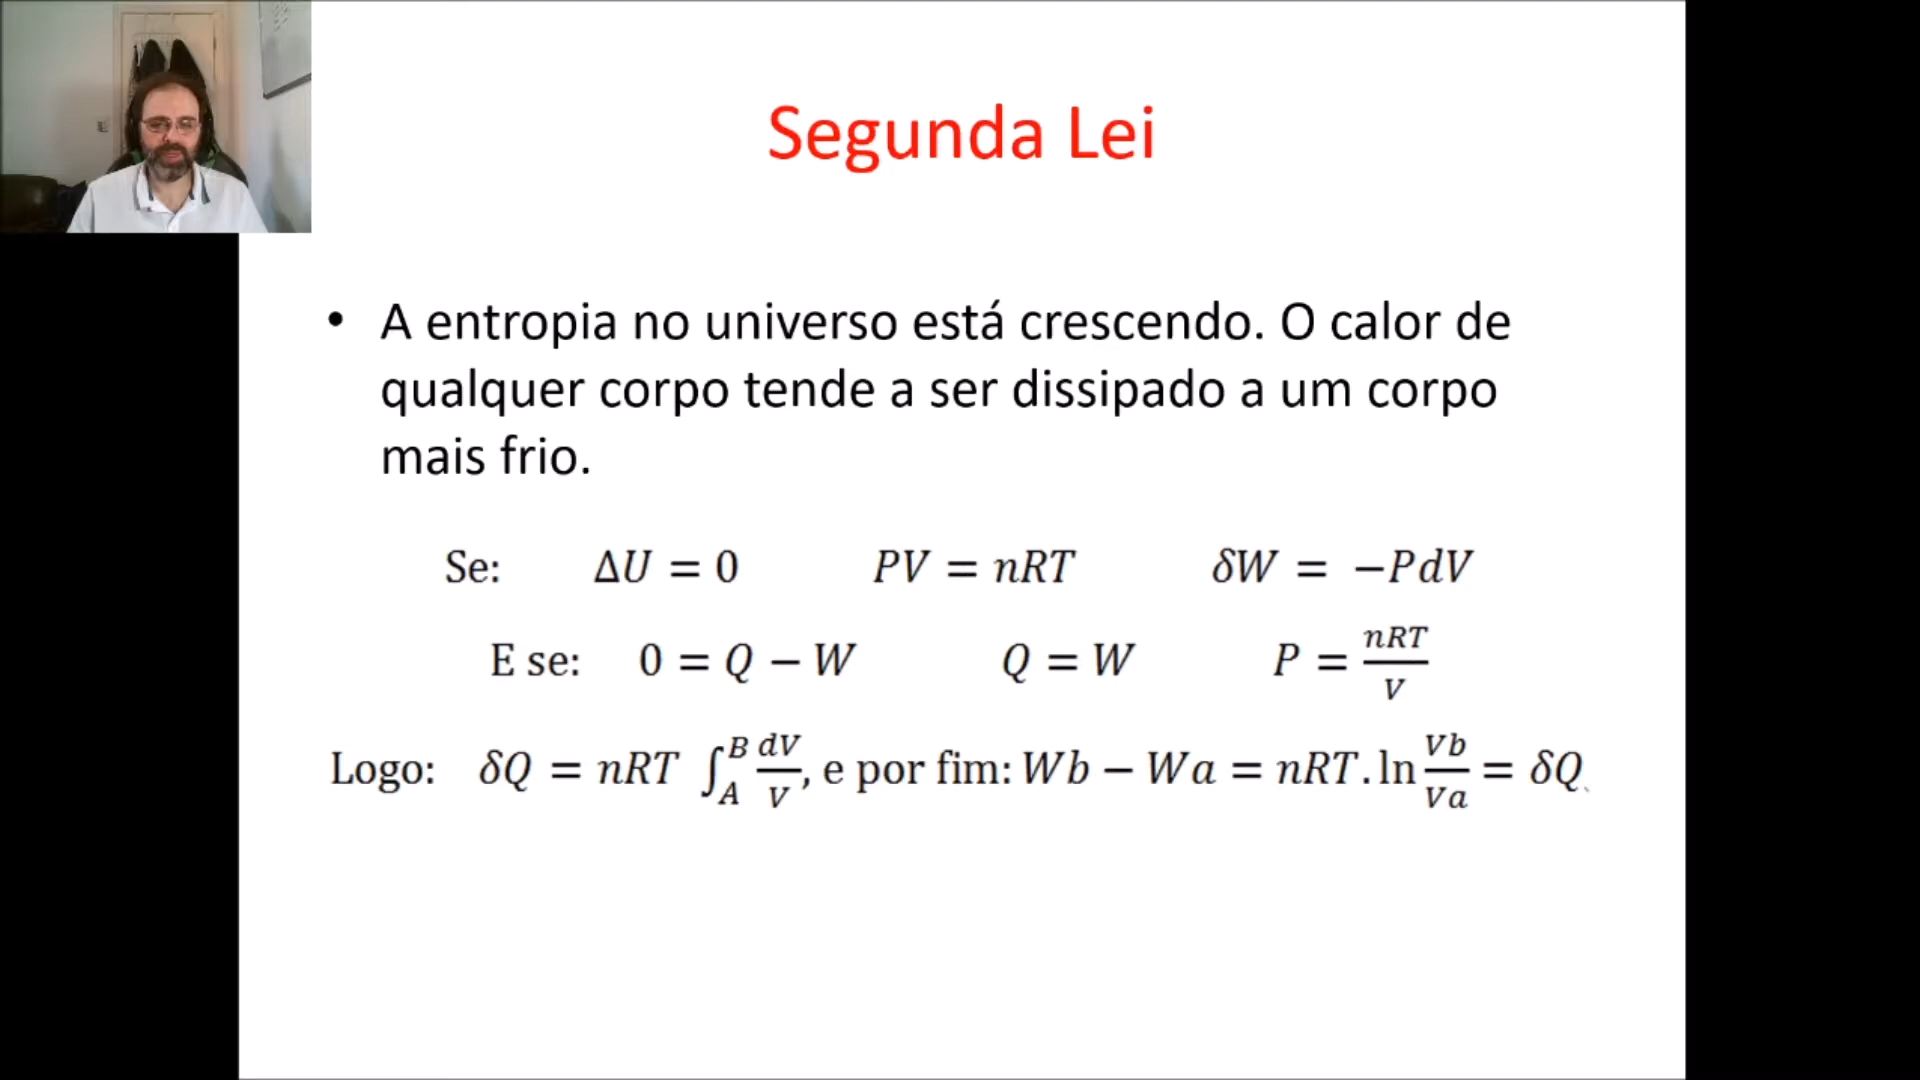 Segunda Lei
• A entropia no universo está crescendo. O calor de
qualquer corpo tende a ser dissipado a um corpo
mais frio.
Se: ΔU = 0 PV = nRT δW = −PdV
E se: 0 = Q − W Q = W P = nRT/V
Logo: δQ = nRT ∫_A^B dV/V, e por fim: Wb − Wa = nRT.ln Vb/Va = δQ